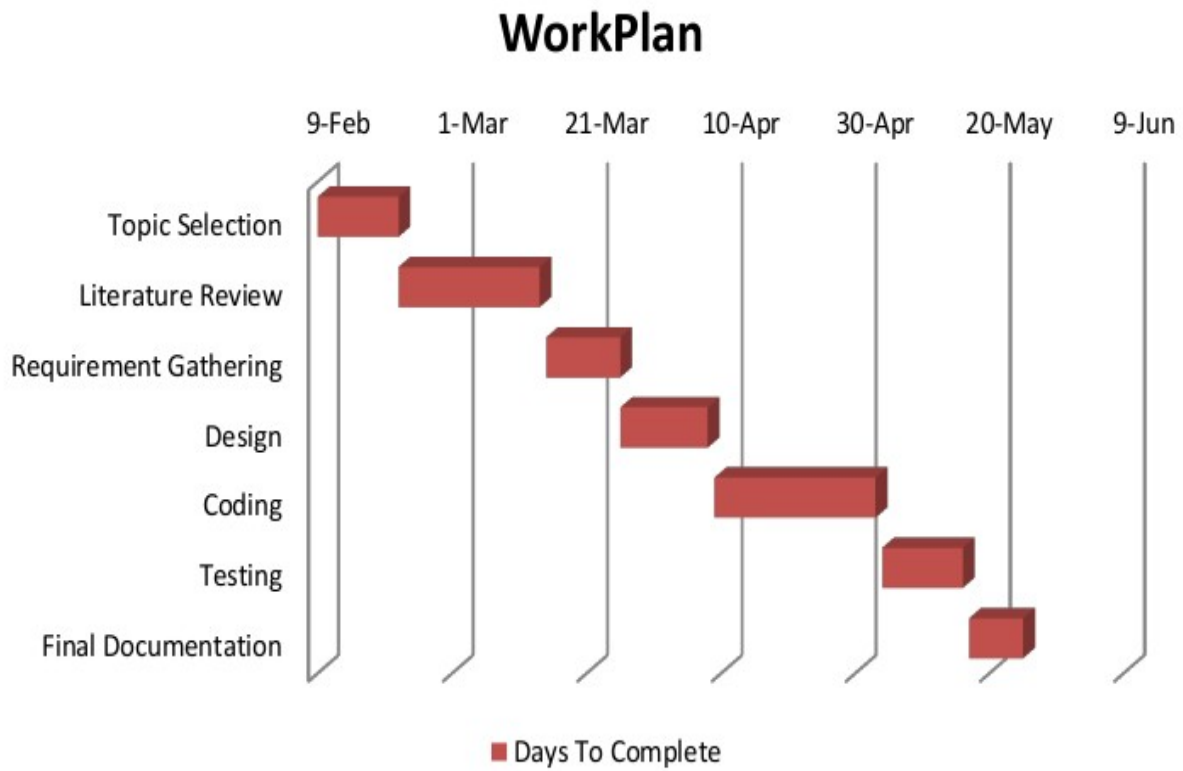 WorkPlan
9-Feb 1-Mar 21-Mar 10-Apr 30-Apr 20-May 9-Jun
Topic Selection
Literature Review
Requirement Gathering
Design
Coding
Testing
Final Documentation
Days To Complete